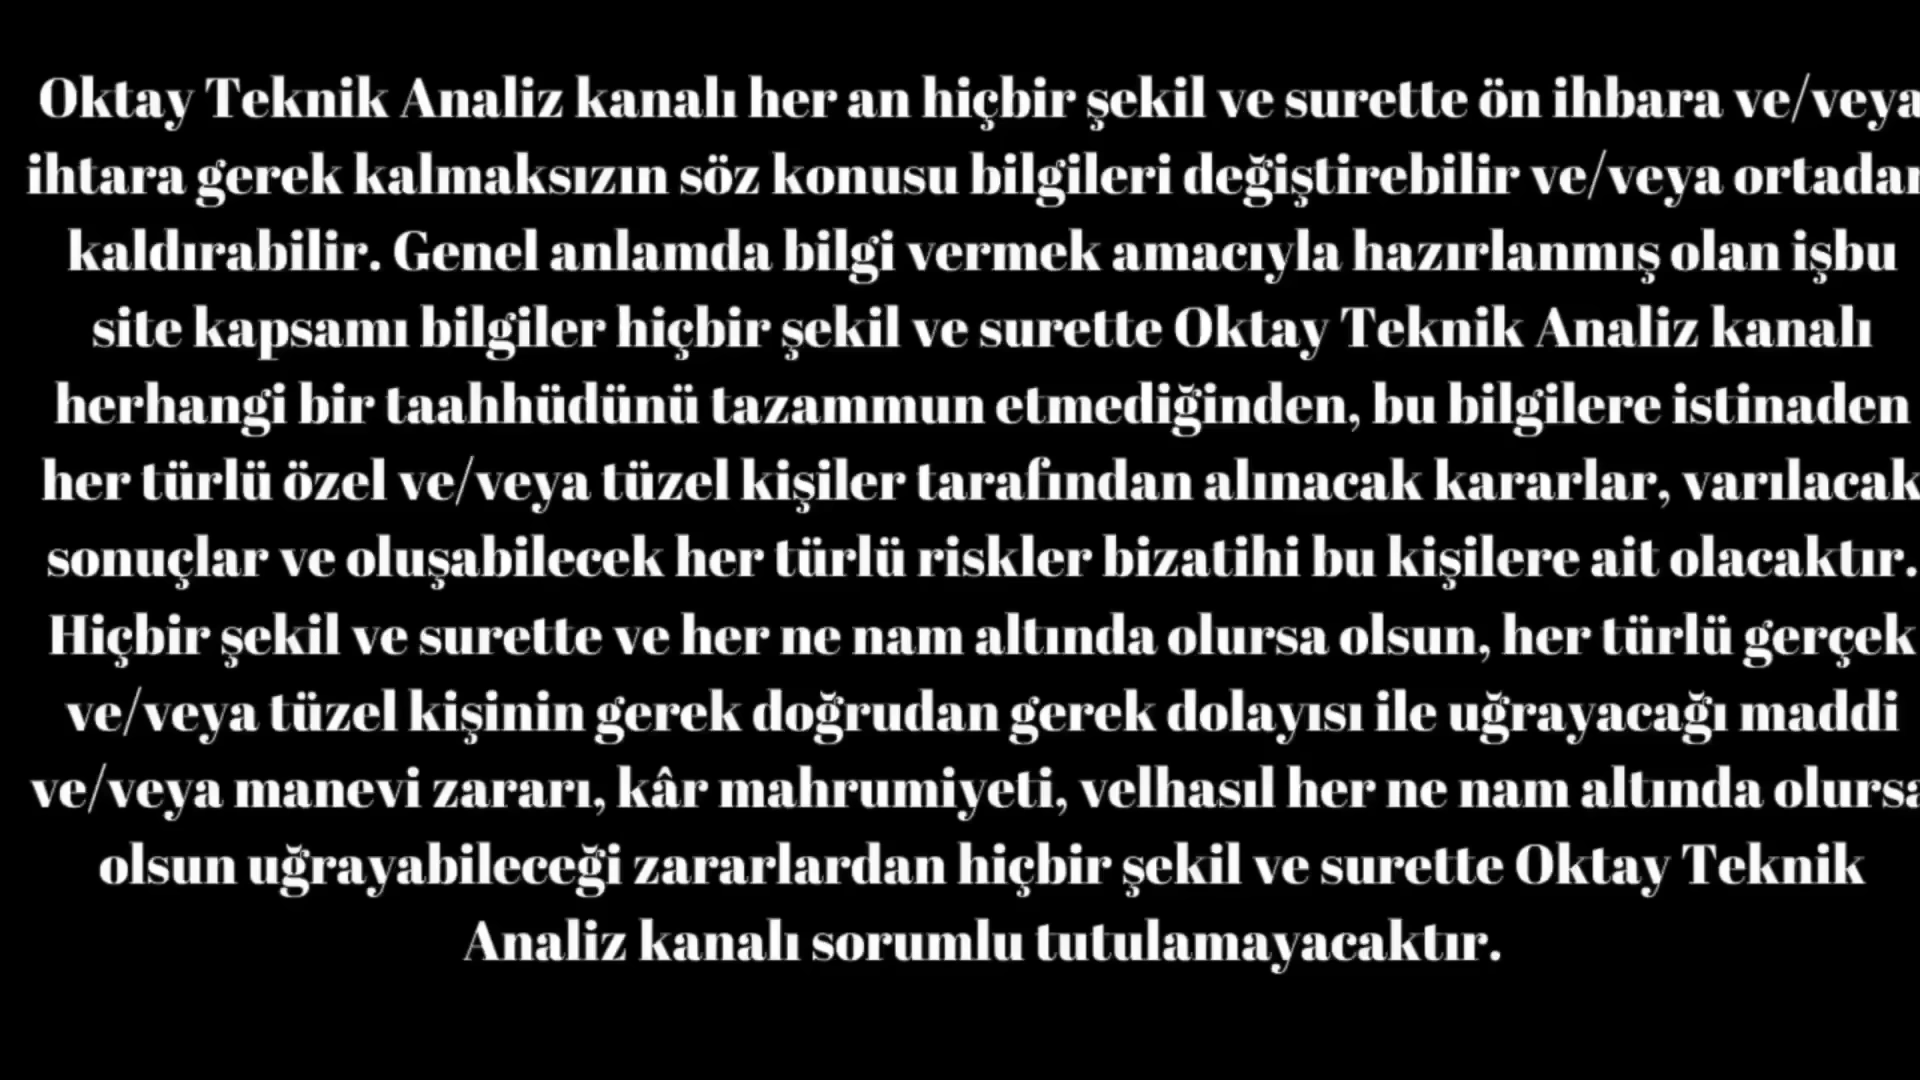 Oktay Teknik Analiz kanalı her an hiçbir şekil ve surette ön ihbara ve/veya
ihtara gerek kalmaksızın söz konusu bilgileri değiştirebilir ve/veya ortadan
kaldırabilir. Genel anlamda bilgi vermek amacıyla hazırlanmış olan işbu
site kapsamı bilgiler hiçbir şekil ve surette Oktay Teknik Analiz kanalı
herhangi bir taahhüdünü tazammun etmediğinden, bu bilgilere istinaden
her türlü özel ve/veya tüzel kişiler tarafından alınacak kararlar, varılacak
sonuçlar ve oluşabilecek her türlü riskler bizatihi bu kişilere ait olacaktır.
Hiçbir şekil ve surette ve her ne nam altında olursa olsun, her türlü gerçek
ve/veya tüzel kişinin gerek doğrudan gerek dolayısı ile uğrayacağı maddi
ve/veya manevi zararı, kâr mahrumiyeti, velhasıl her ne nam altında olursa
olsun uğrayabileceği zararlardan hiçbir şekil ve surette Oktay Teknik
Analiz kanalı sorumlu tutulamayacaktır.